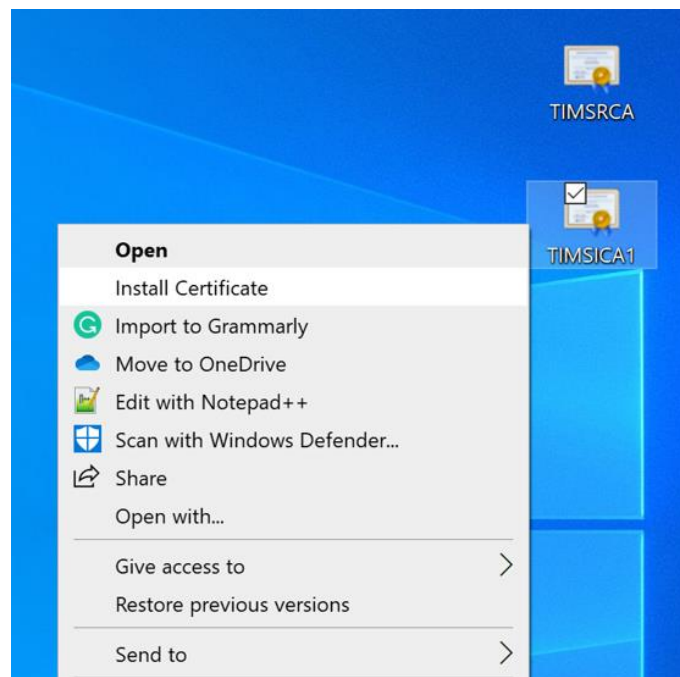 TIMSRCA
TIMSICA1
Open
Install Certificate
Import to Grammarly
Move to OneDrive
Edit with Notepad++
Scan with Windows Defender...
Share
Open with...
Give access to
Restore previous versions
Send to